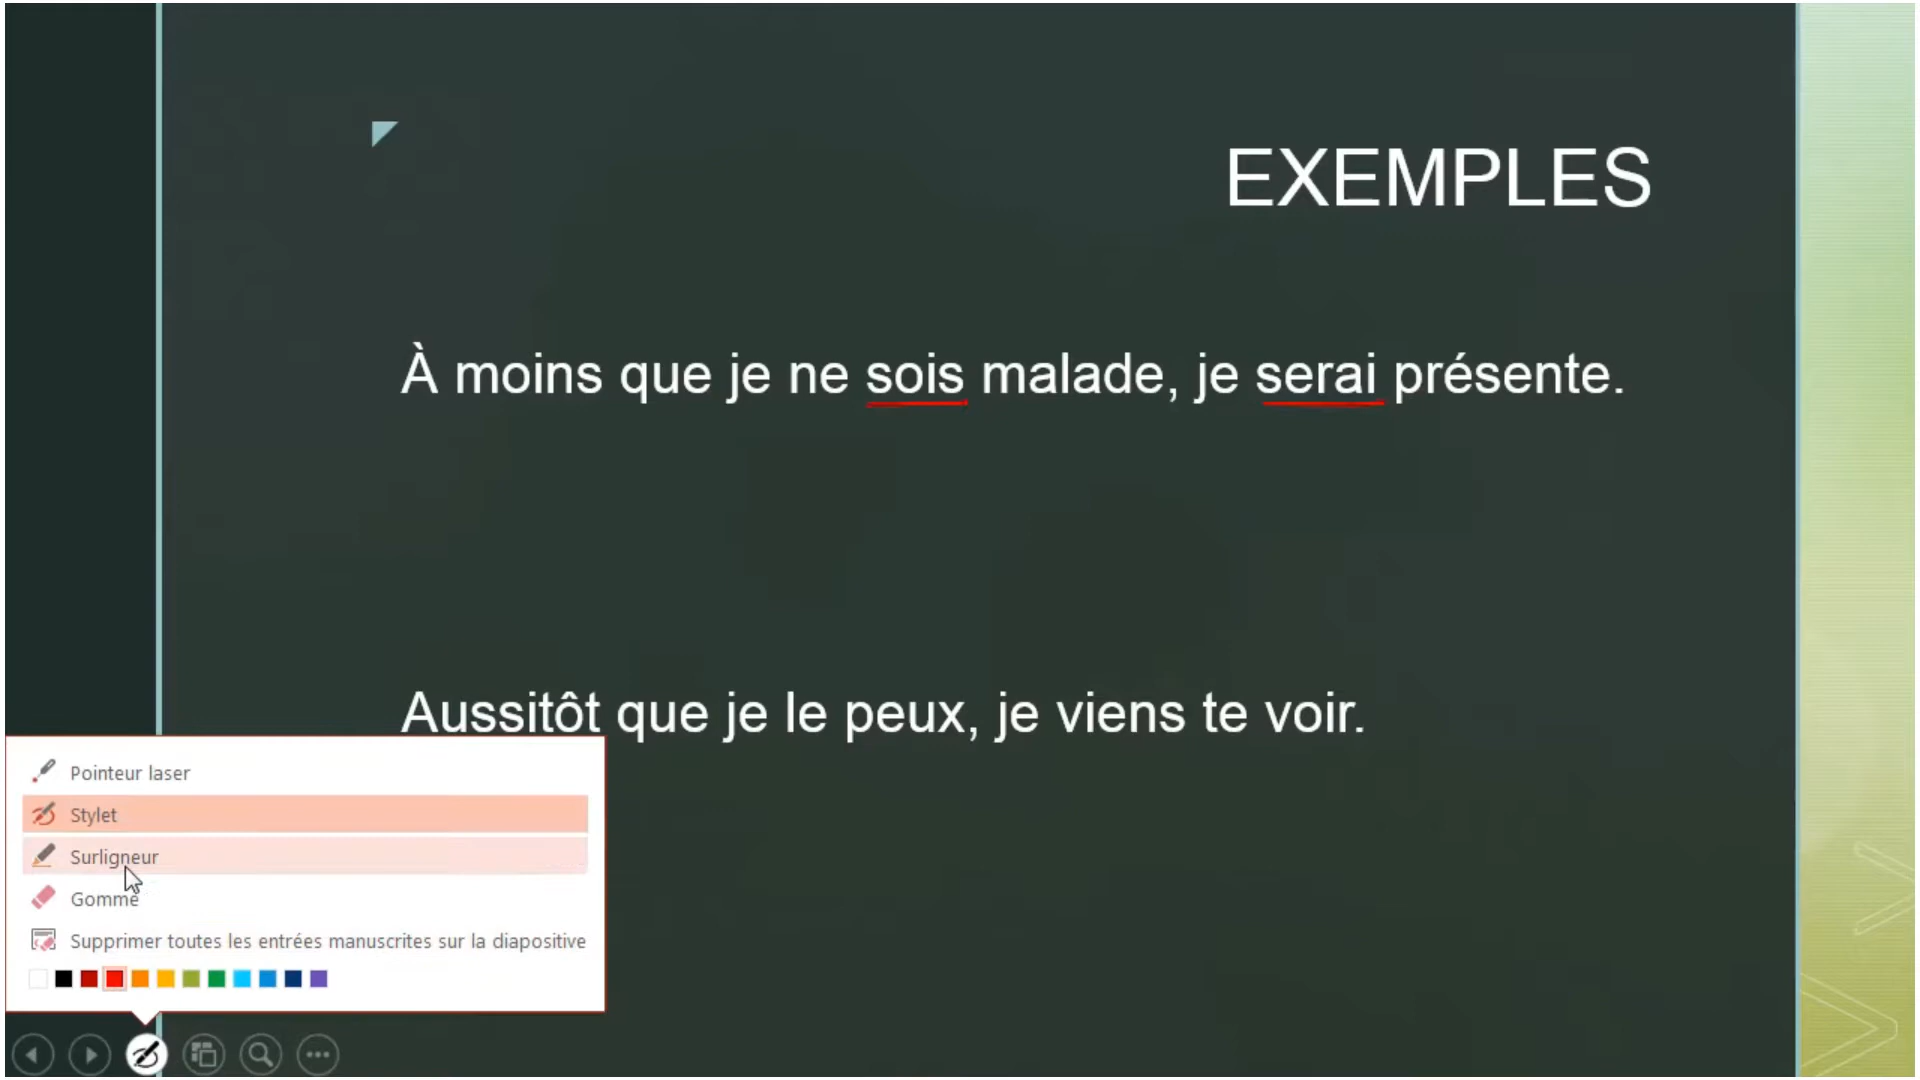 EXEMPLES
À moins que je ne sois malade, je serai présente.
Aussitôt que je le peux, je viens te voir.
Pointeur laser
Stylet
Surligneur
Gomme
Supprimer toutes les entrées manuscrites sur la diapositive